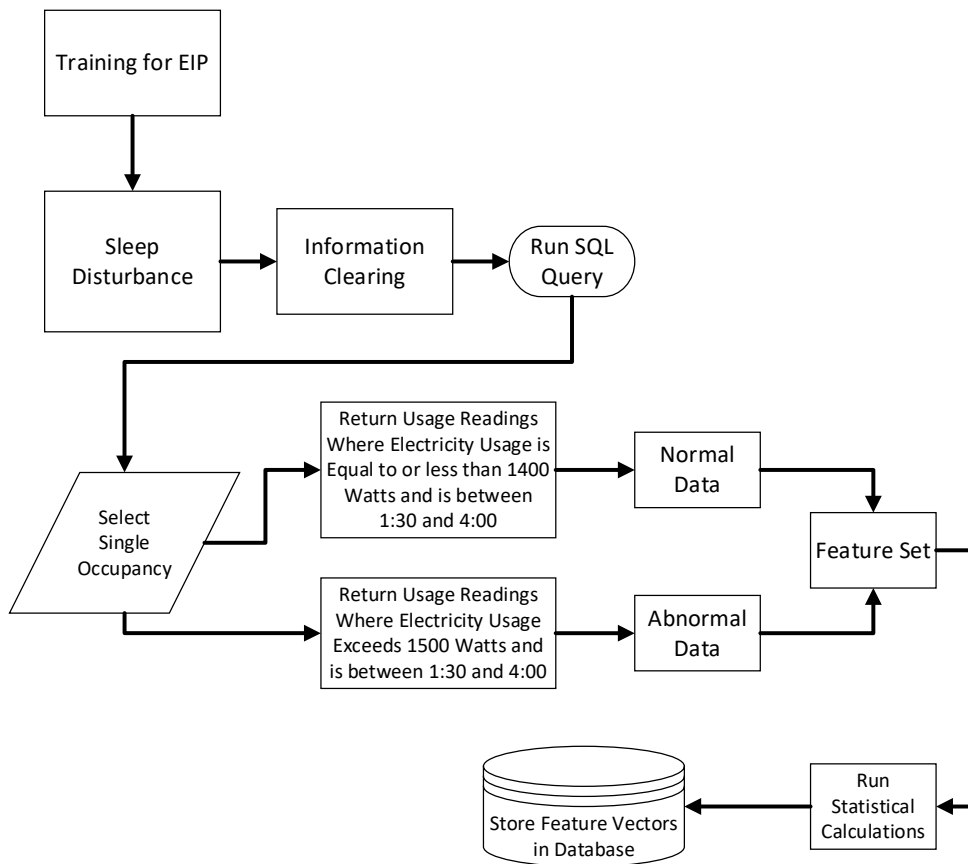 Training for EIP
Sleep
Disturbance
Information
Clearing
Run SQL
Query
Select
Single
Occupancy
Return Usage Readings
Where Electricity Usage is
Equal to or less than 1400
Watts and is between
1:30 and 4:00
Normal
Data
Return Usage Readings
Where Electricity Usage
Exceeds 1500 Watts and
is between 1:30 and 4:00
Abnormal
Data
Feature Set
Run
Statistical
Calculations
Store Feature Vectors
in Database